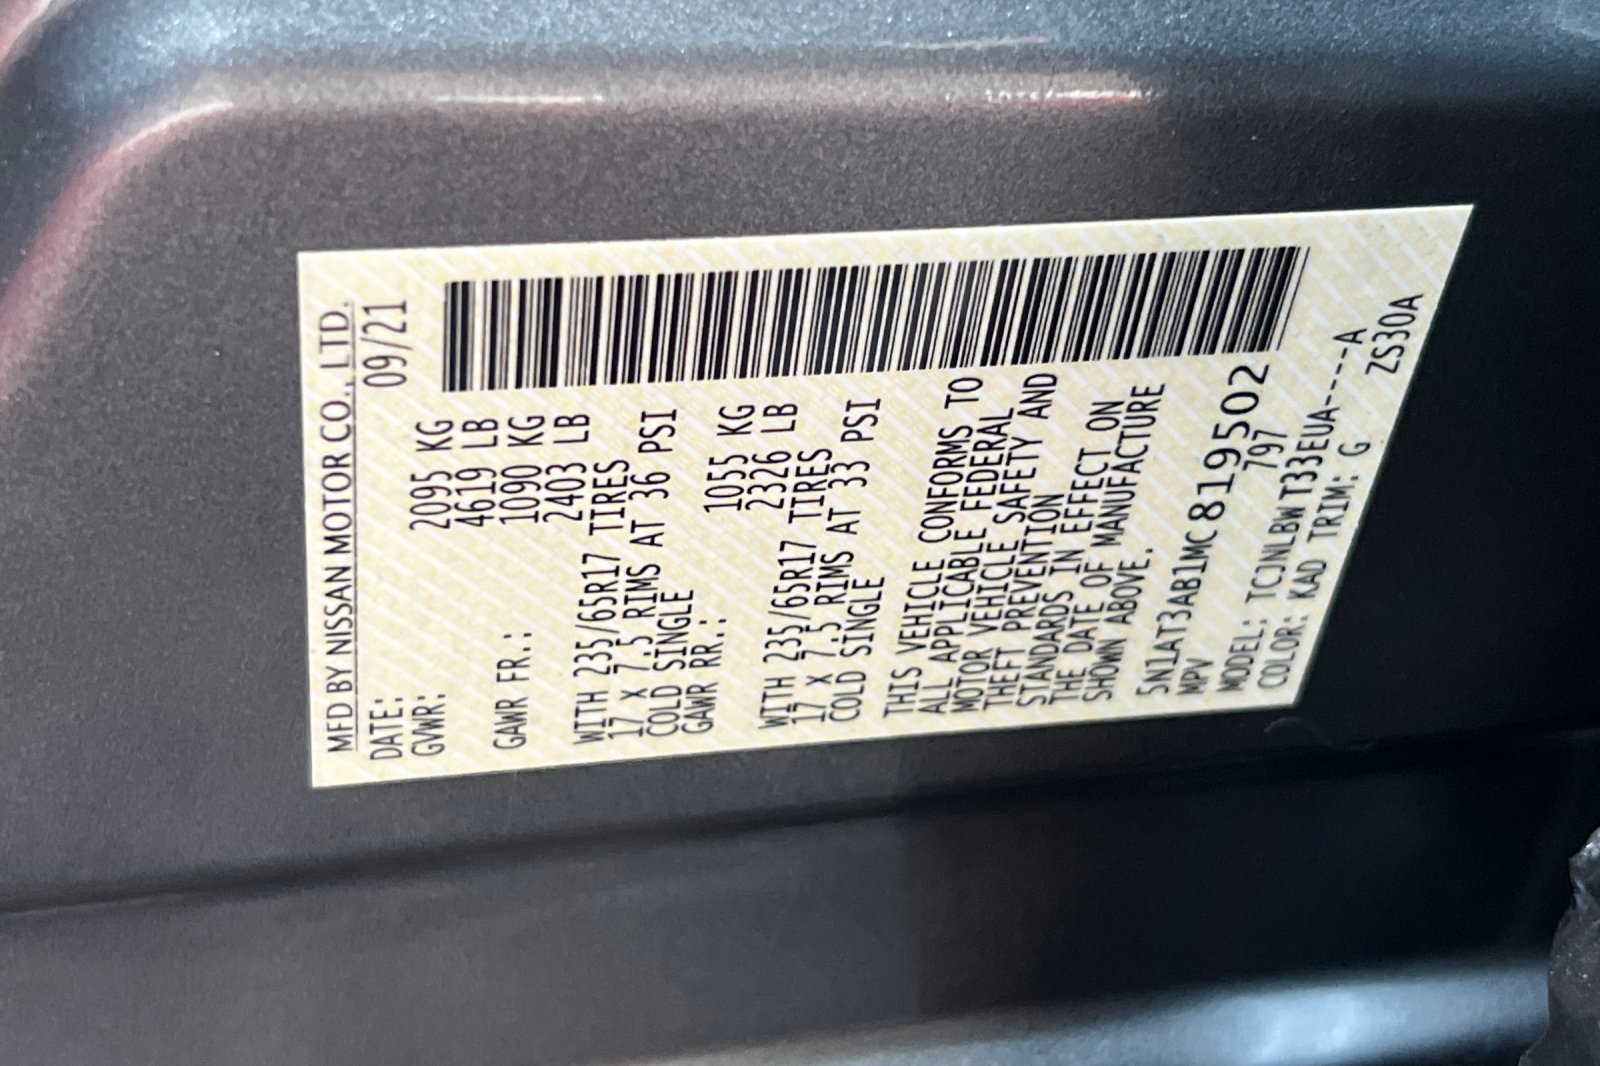 MFD BY NISSAN MOTOR CO., LTD.
DATE: 09/21
GVWR: 2095 KG
4619 LB
GAWR FR.: 1090 KG
2403 LB
WITH 235/65R17 TIRES
17 X 7.5 RIMS AT 36 PSI
COLD SINGLE
GAWR RR.: 1055 KG
2326 LB
WITH 235/65R17 TIRES
17 X 7.5 RIMS AT 33 PSI
COLD SINGLE
THIS VEHICLE CONFORMS TO
ALL APPLICABLE FEDERAL
MOTOR VEHICLE SAFETY AND
THEFT PREVENTION
STANDARDS IN EFFECT ON
THE DATE OF MANUFACTURE
SHOWN ABOVE.
5N1AT3AB1MC819502
MPV 797
MODEL: TCJNLBWT33EUA----A
COLOR: KAD TRIM: G ZS30A